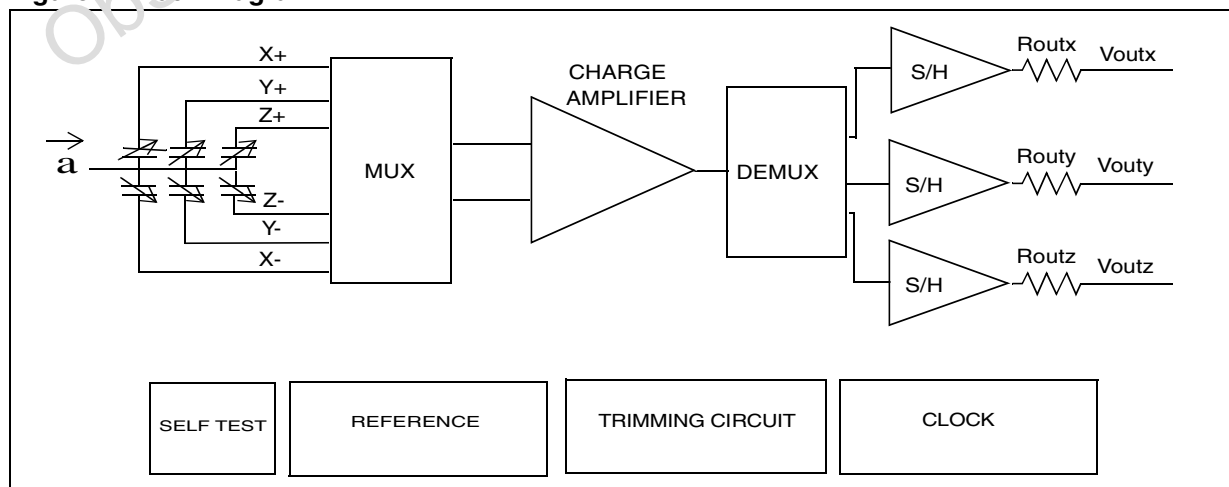 X+
Y+
Z+
a
Z-
Y-
X-
MUX
CHARGE
AMPLIFIER
DEMUX
S/H
Routx
Voutx
S/H
Routy
Vouty
S/H
Routz
Voutz
SELF TEST
REFERENCE
TRIMMING CIRCUIT
CLOCK